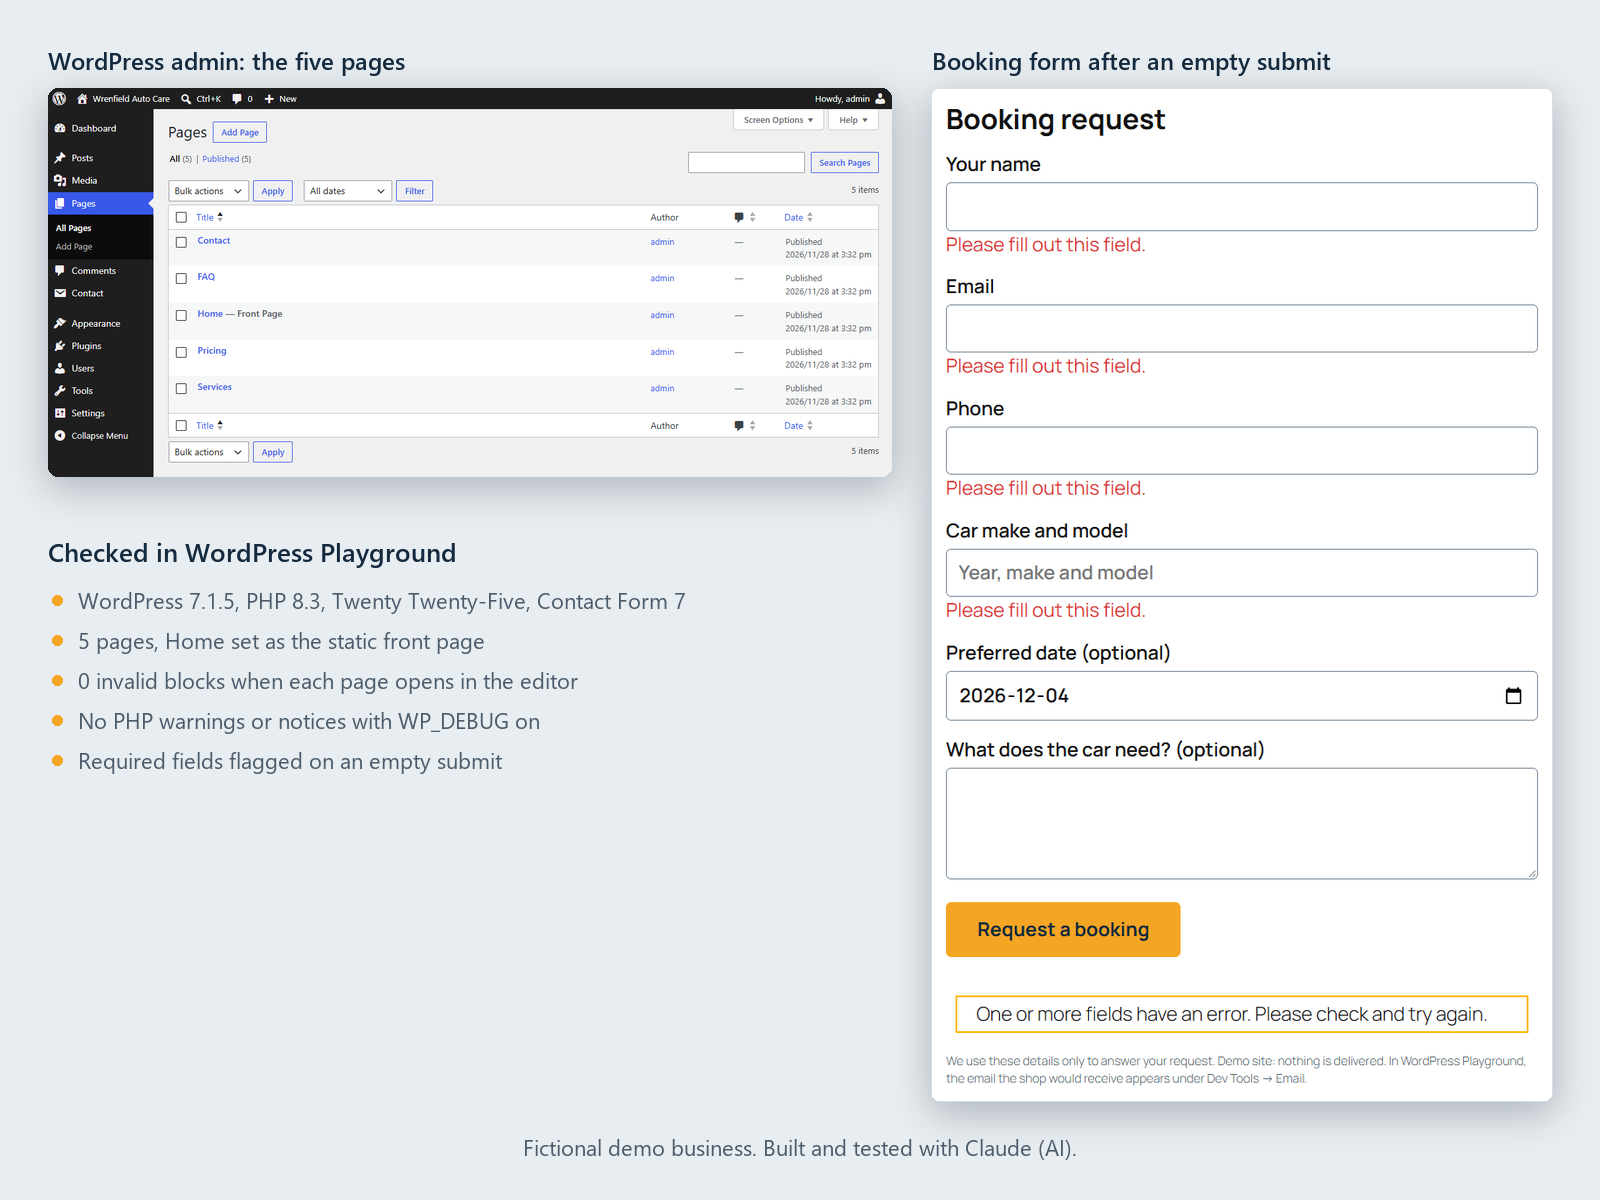 WordPress admin: the five pages
Wrenfield Auto Care Ctrl+K 0 New Howdy, admin
Dashboard
Posts
Media
Pages
All Pages
Add Page
Comments
Contact
Appearance
Plugins
Users
Tools
Settings
Collapse Menu
Screen Options Help
Pages Add Page
All (5) | Published (5)
Search Pages
Bulk actions Apply All dates Filter 5 items
Title Author Date
Contact admin — Published
2026/11/28 at 3:32 pm
FAQ admin — Published
2026/11/28 at 3:32 pm
Home — Front Page admin — Published
2026/11/28 at 3:32 pm
Pricing admin — Published
2026/11/28 at 3:32 pm
Services admin — Published
2026/11/28 at 3:32 pm
Title Author Date
Bulk actions Apply 5 items
Checked in WordPress Playground
WordPress 7.1.5, PHP 8.3, Twenty Twenty-Five, Contact Form 7
5 pages, Home set as the static front page
0 invalid blocks when each page opens in the editor
No PHP warnings or notices with WP_DEBUG on
Required fields flagged on an empty submit
Booking form after an empty submit
Booking request
Your name
Please fill out this field.
Email
Please fill out this field.
Phone
Please fill out this field.
Car make and model
Year, make and model
Please fill out this field.
Preferred date (optional)
2026-12-04
What does the car need? (optional)
Request a booking
One or more fields have an error. Please check and try again.
We use these details only to answer your request. Demo site: nothing is delivered. In WordPress Playground,
the email the shop would receive appears under Dev Tools → Email.
Fictional demo business. Built and tested with Claude (AI).